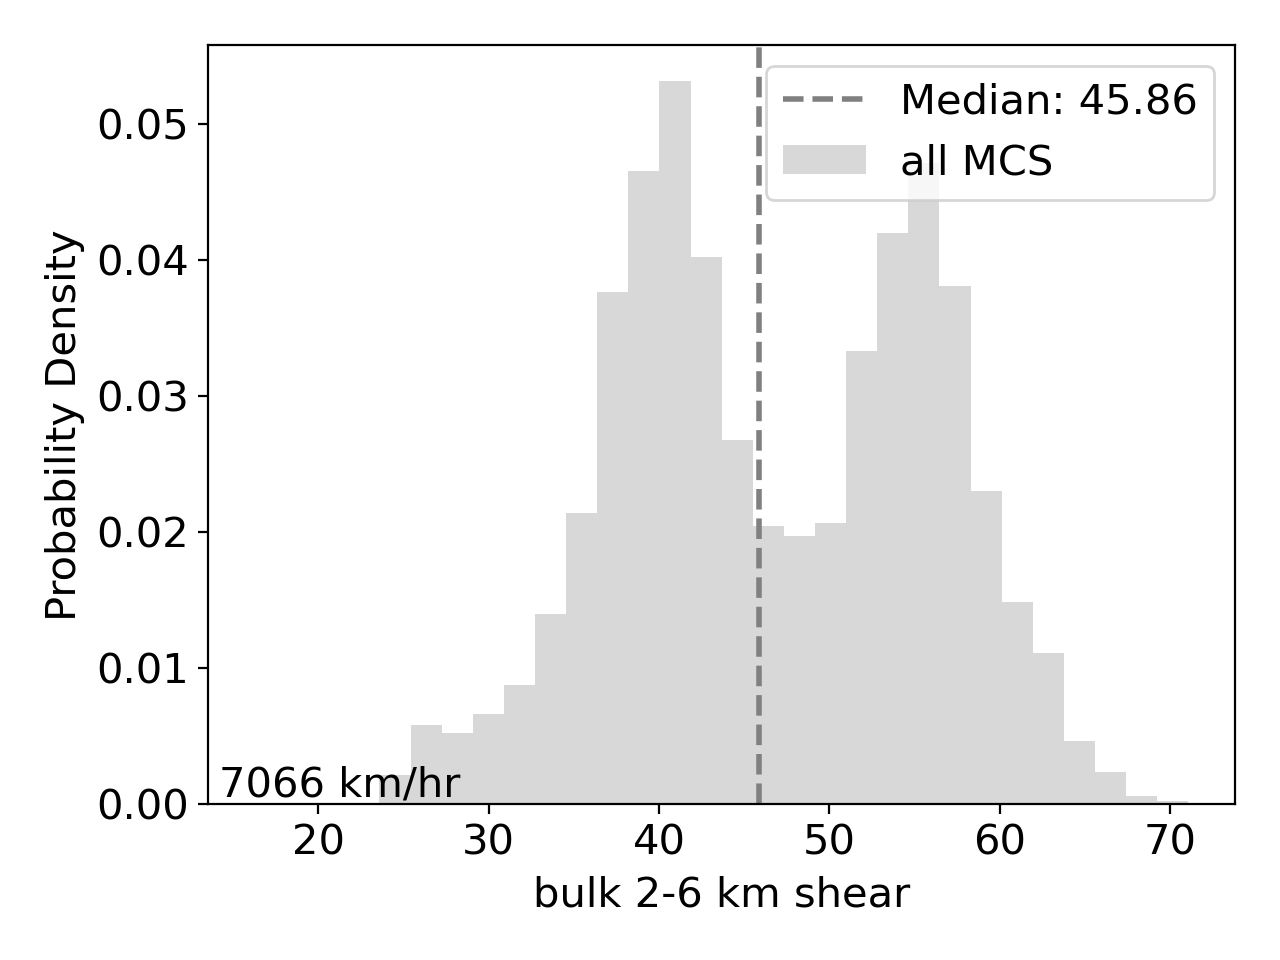 Median: 45.86
all MCS
0.05
0.04
0.03
0.02
0.01
0.00
Probability Density
7066 km/hr
20 30 40 50 60 70
bulk 2-6 km shear